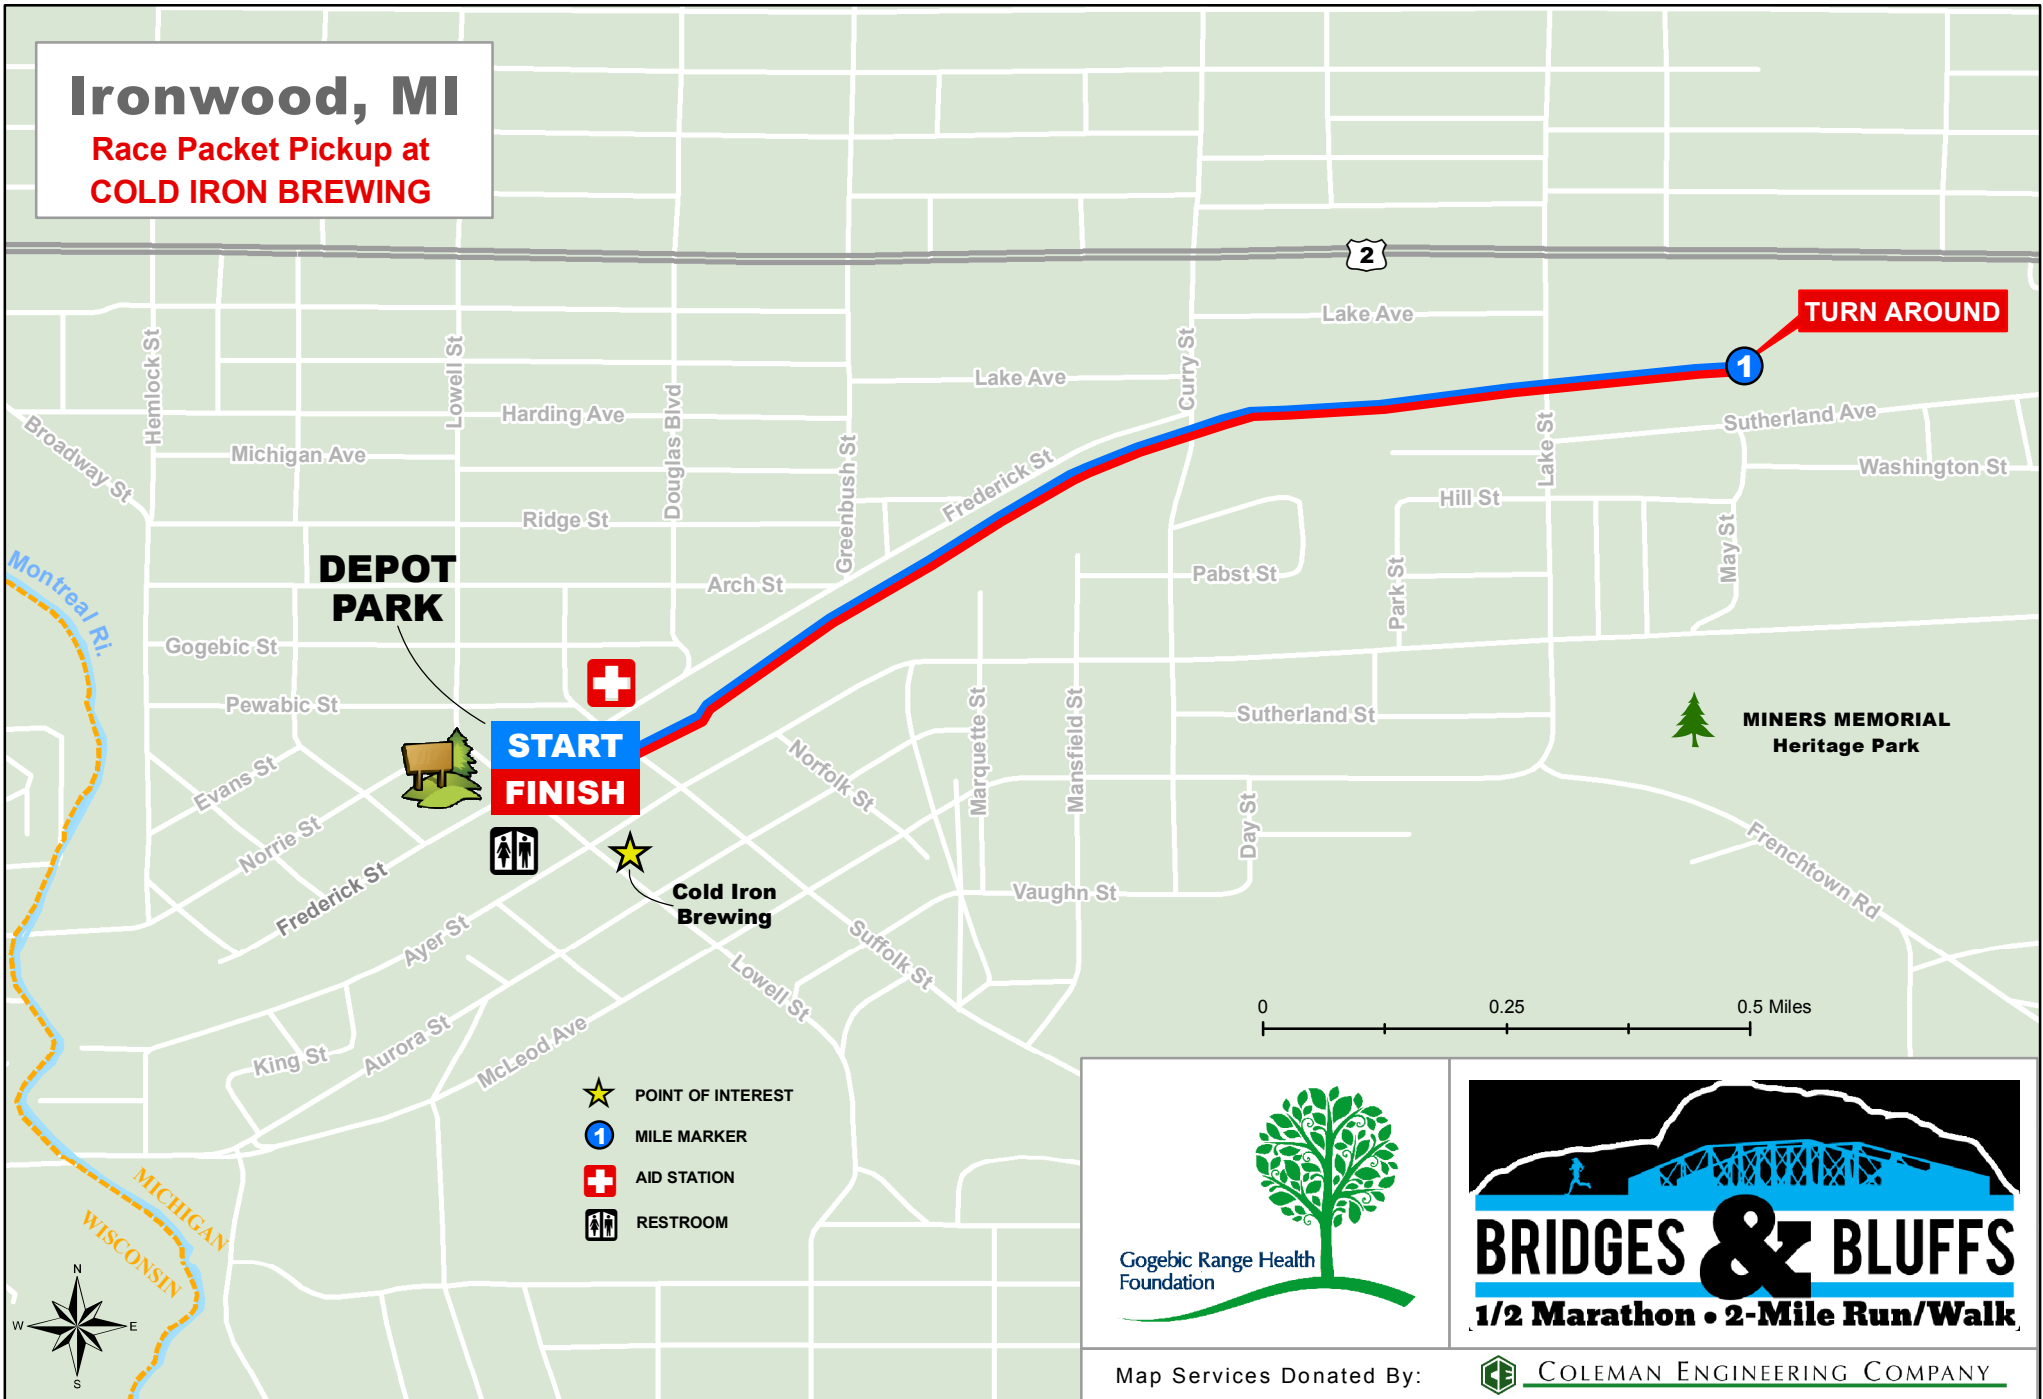 Ironwood, MI
Race Packet Pickup at
COLD IRON BREWING
2
TURN AROUND
1
Lake Ave
Lake Ave
Hemlock St
Lowell St
Douglas Blvd
Greenbush St
Curry St
Lake St
Harding Ave
Michigan Ave
Broadway St
Ridge St
Frederick St
Sutherland Ave
Washington St
Hill St
May St
Park St
Pabst St
Arch St
Montreal Ri.
DEPOT
PARK
Gogebic St
Pewabic St
START
FINISH
Evans St
Norrie St
Frederick St
Norfolk St
Marquette St
Mansfield St
Sutherland St
Day St
Vaughn St
MINERS MEMORIAL
Heritage Park
Frenchtown Rd
Cold Iron
Brewing
Ayer St
Suffolk St
Lowell St
King St
Aurora St
McLeod Ave
0 0.25 0.5 Miles
POINT OF INTEREST
1 MILE MARKER
AID STATION
RESTROOM
MICHIGAN
WISCONSIN
N
W E
S
Gogebic Range Health
Foundation
BRIDGES & BLUFFS
1/2 Marathon • 2-Mile Run/Walk
Map Services Donated By:
CE COLEMAN ENGINEERING COMPANY